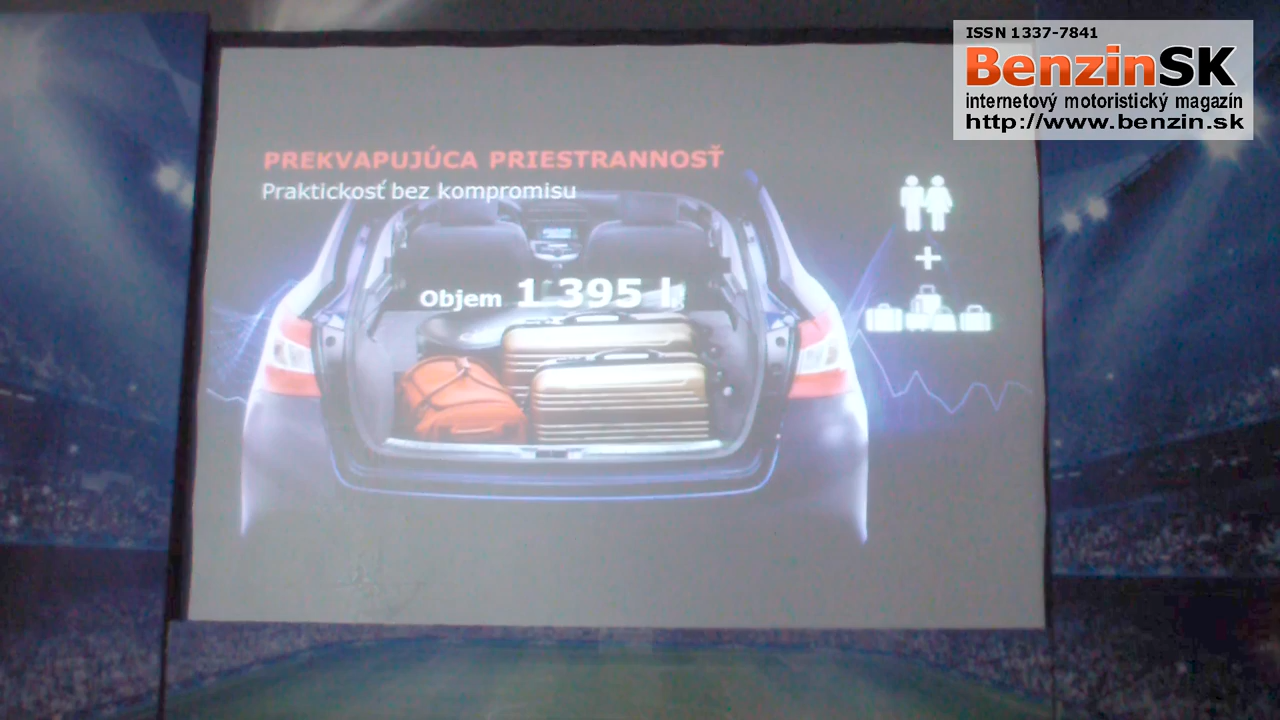 ISSN 1337-7841
BenzinSK
internetový motoristický magazín
http://www.benzin.sk
PREKVAPUJÚCA PRIESTRANNOSŤ
Praktickosť bez kompromisu
Objem 1 395 l
+